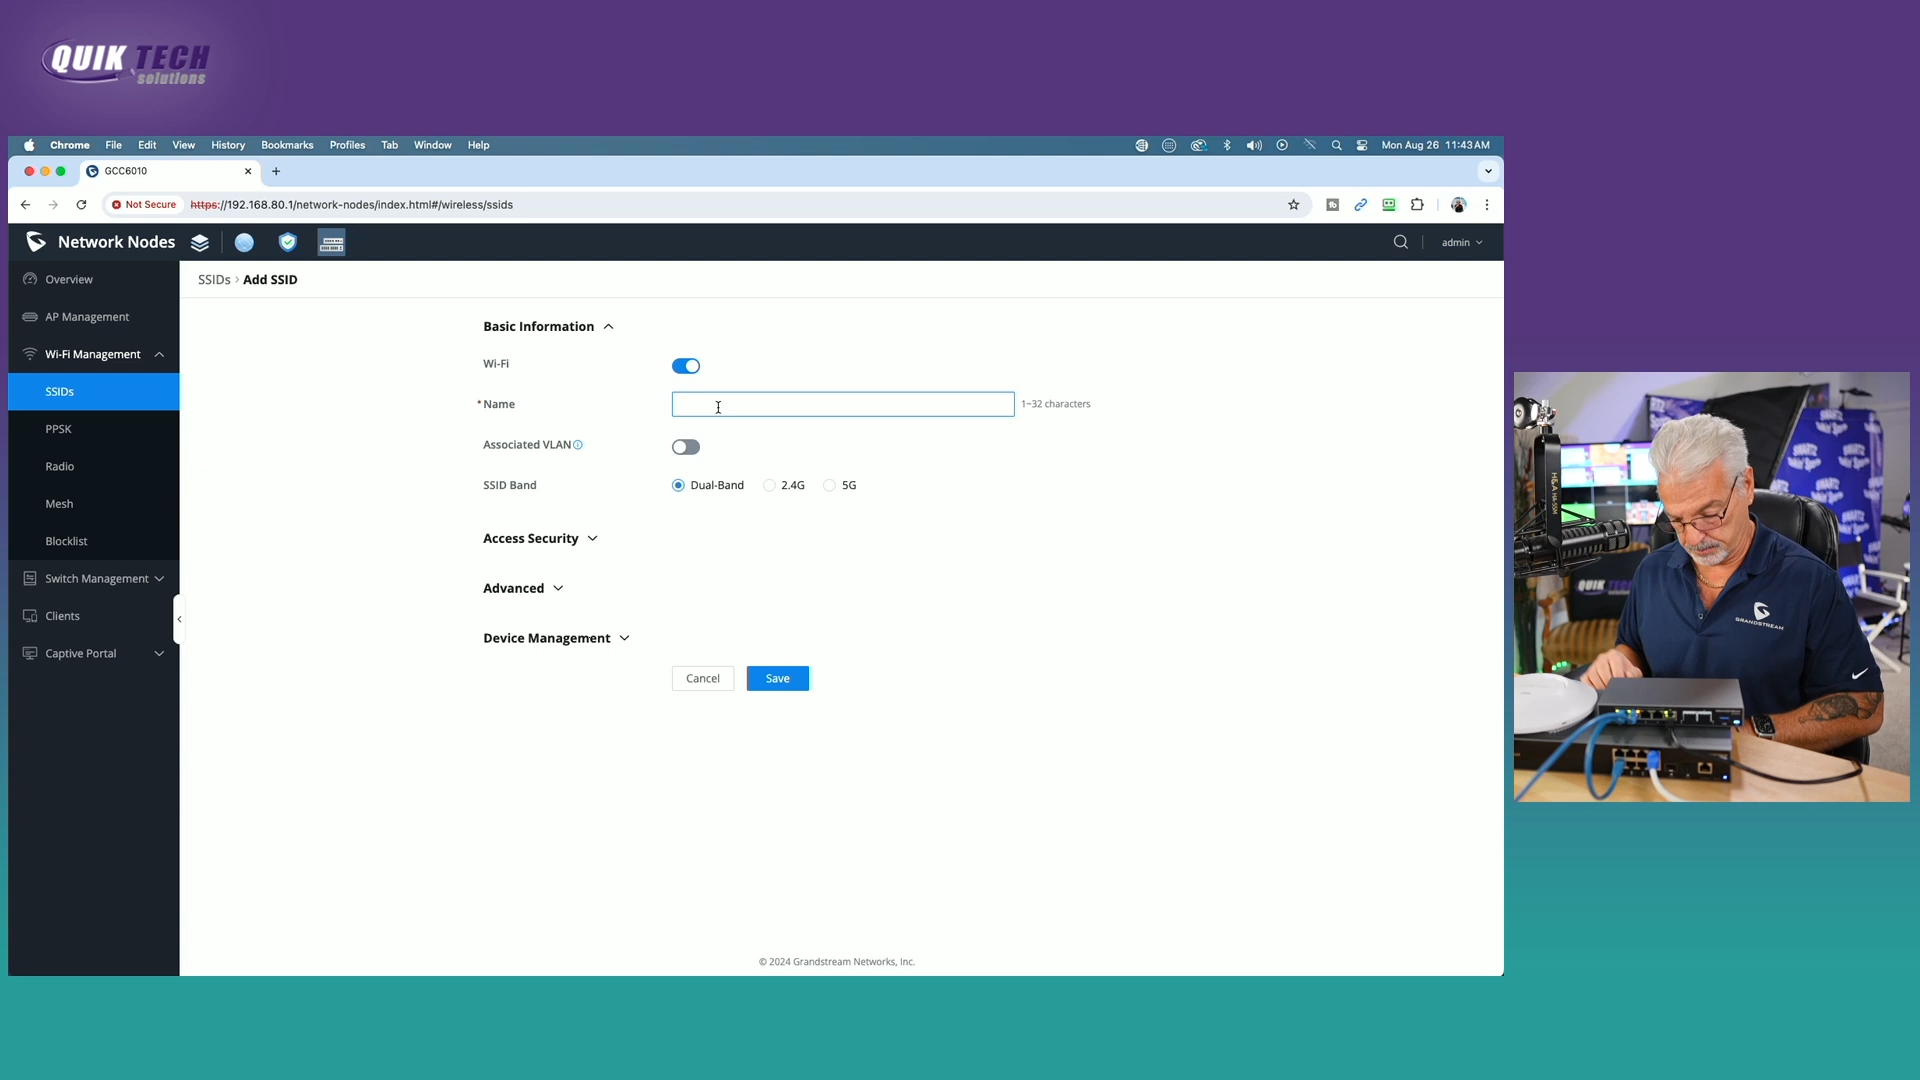 QUIK TECH
solutions
Chrome File Edit View History Bookmarks Profiles Tab Window Help
Mon Aug 26 11:43 AM
GCC6010
Not Secure https://192.168.80.1/network-nodes/index.html#/wireless/ssids
Network Nodes
admin
Overview
AP Management
Wi-Fi Management
SSIDs
PPSK
Radio
Mesh
Blocklist
Switch Management
Clients
Captive Portal
SSIDs › Add SSID
Basic Information
Wi-Fi
* Name
1~32 characters
Associated VLAN
SSID Band
Dual-Band 2.4G 5G
Access Security
Advanced
Device Management
Cancel Save
© 2024 Grandstream Networks, Inc.
GRANDSTREAM
QUIK TECH